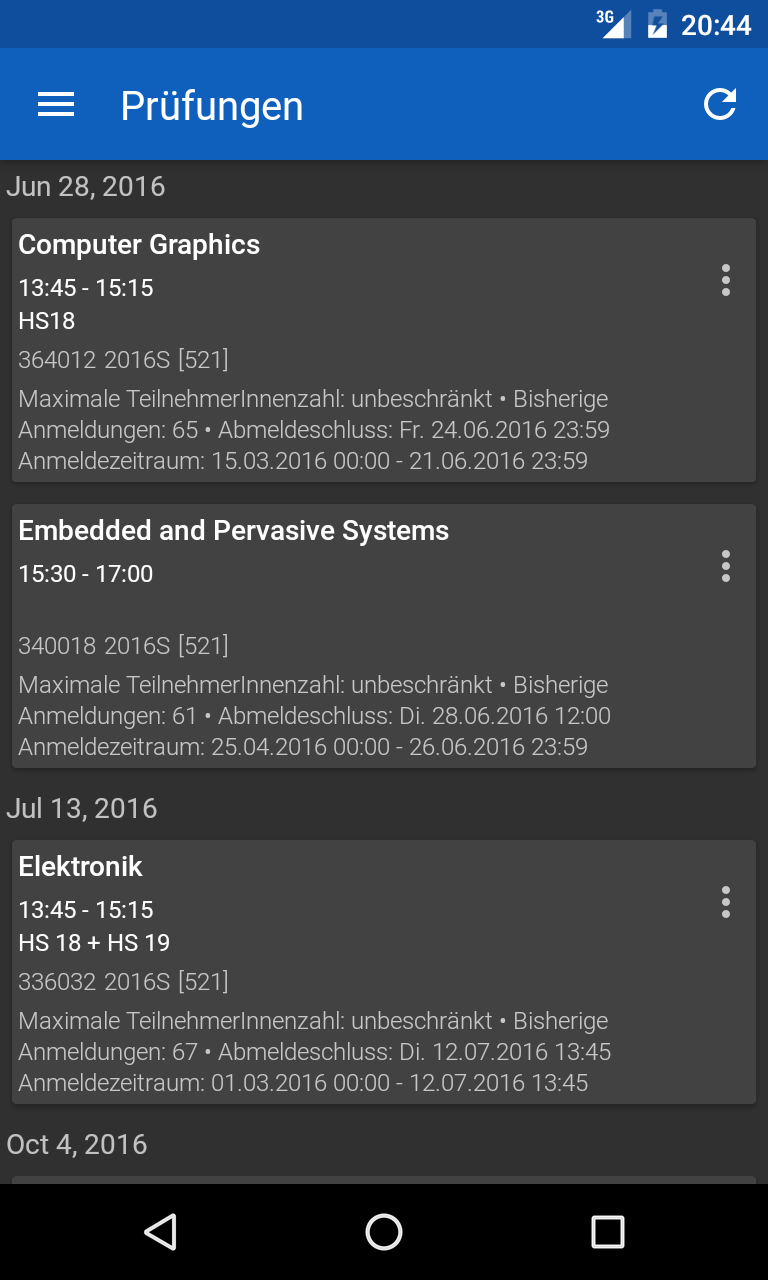 3G 20:44
Prüfungen
Jun 28, 2016
Computer Graphics
13:45 - 15:15
HS18
364012 2016S [521]
Maximale TeilnehmerInnenzahl: unbeschränkt • Bisherige
Anmeldungen: 65 • Abmeldeschluss: Fr. 24.06.2016 23:59
Anmeldezeitraum: 15.03.2016 00:00 - 21.06.2016 23:59
Embedded and Pervasive Systems
15:30 - 17:00
340018 2016S [521]
Maximale TeilnehmerInnenzahl: unbeschränkt • Bisherige
Anmeldungen: 61 • Abmeldeschluss: Di. 28.06.2016 12:00
Anmeldezeitraum: 25.04.2016 00:00 - 26.06.2016 23:59
Jul 13, 2016
Elektronik
13:45 - 15:15
HS 18 + HS 19
336032 2016S [521]
Maximale TeilnehmerInnenzahl: unbeschränkt • Bisherige
Anmeldungen: 67 • Abmeldeschluss: Di. 12.07.2016 13:45
Anmeldezeitraum: 01.03.2016 00:00 - 12.07.2016 13:45
Oct 4, 2016